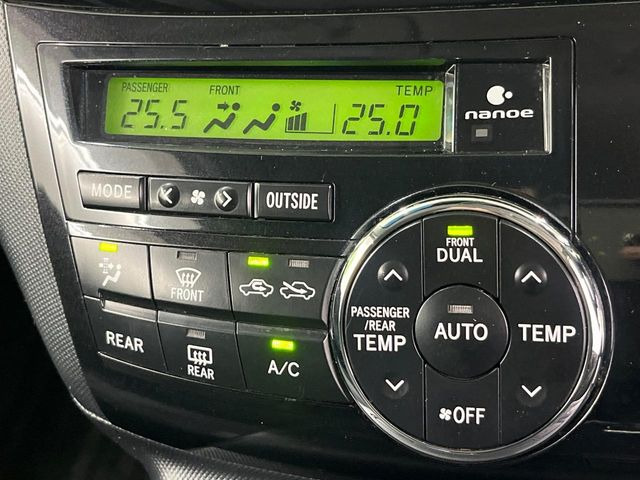 PASSENGER FRONT TEMP
25.5 25.0
nanoe
MODE
OUTSIDE
FRONT
REAR
REAR
A/C
FRONT
DUAL
PASSENGER
/REAR
TEMP
AUTO
TEMP
OFF